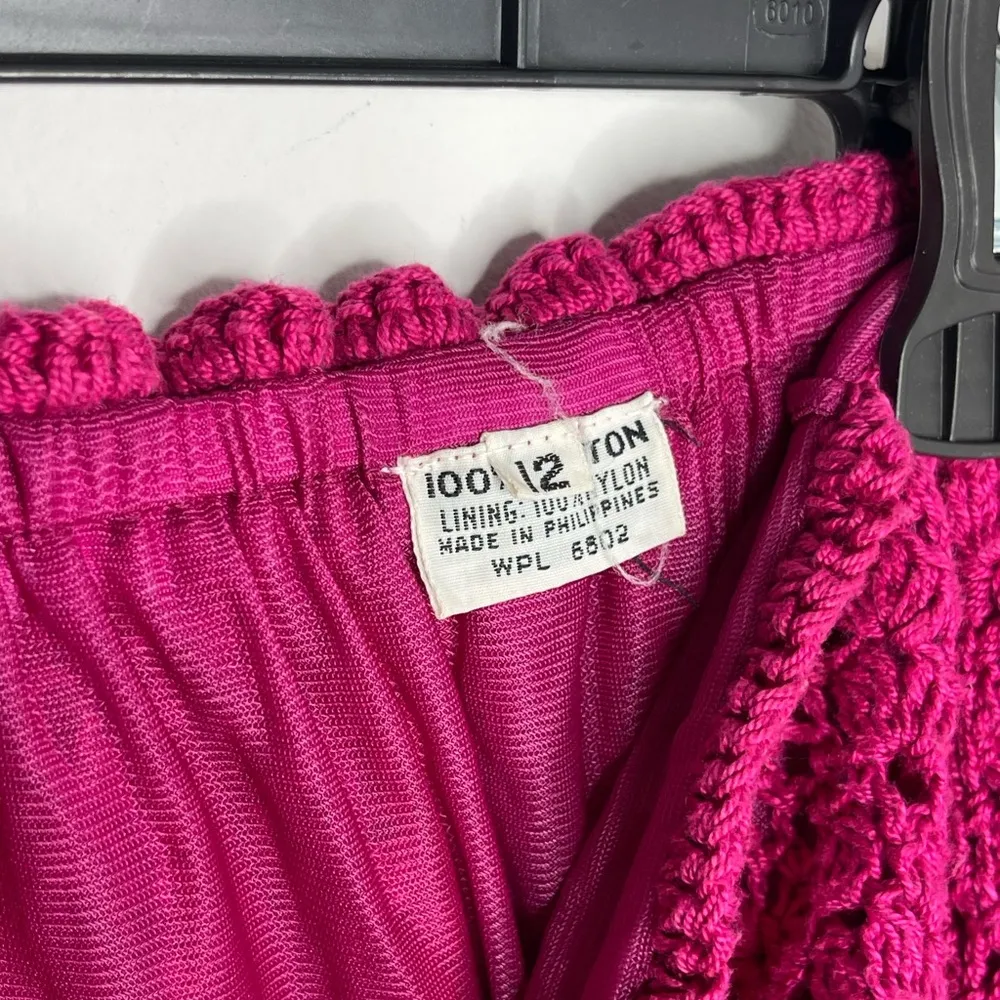 6010
100% 12 TON
LINING: 100% NYLON
MADE IN PHILIPPINES
WPL 6802